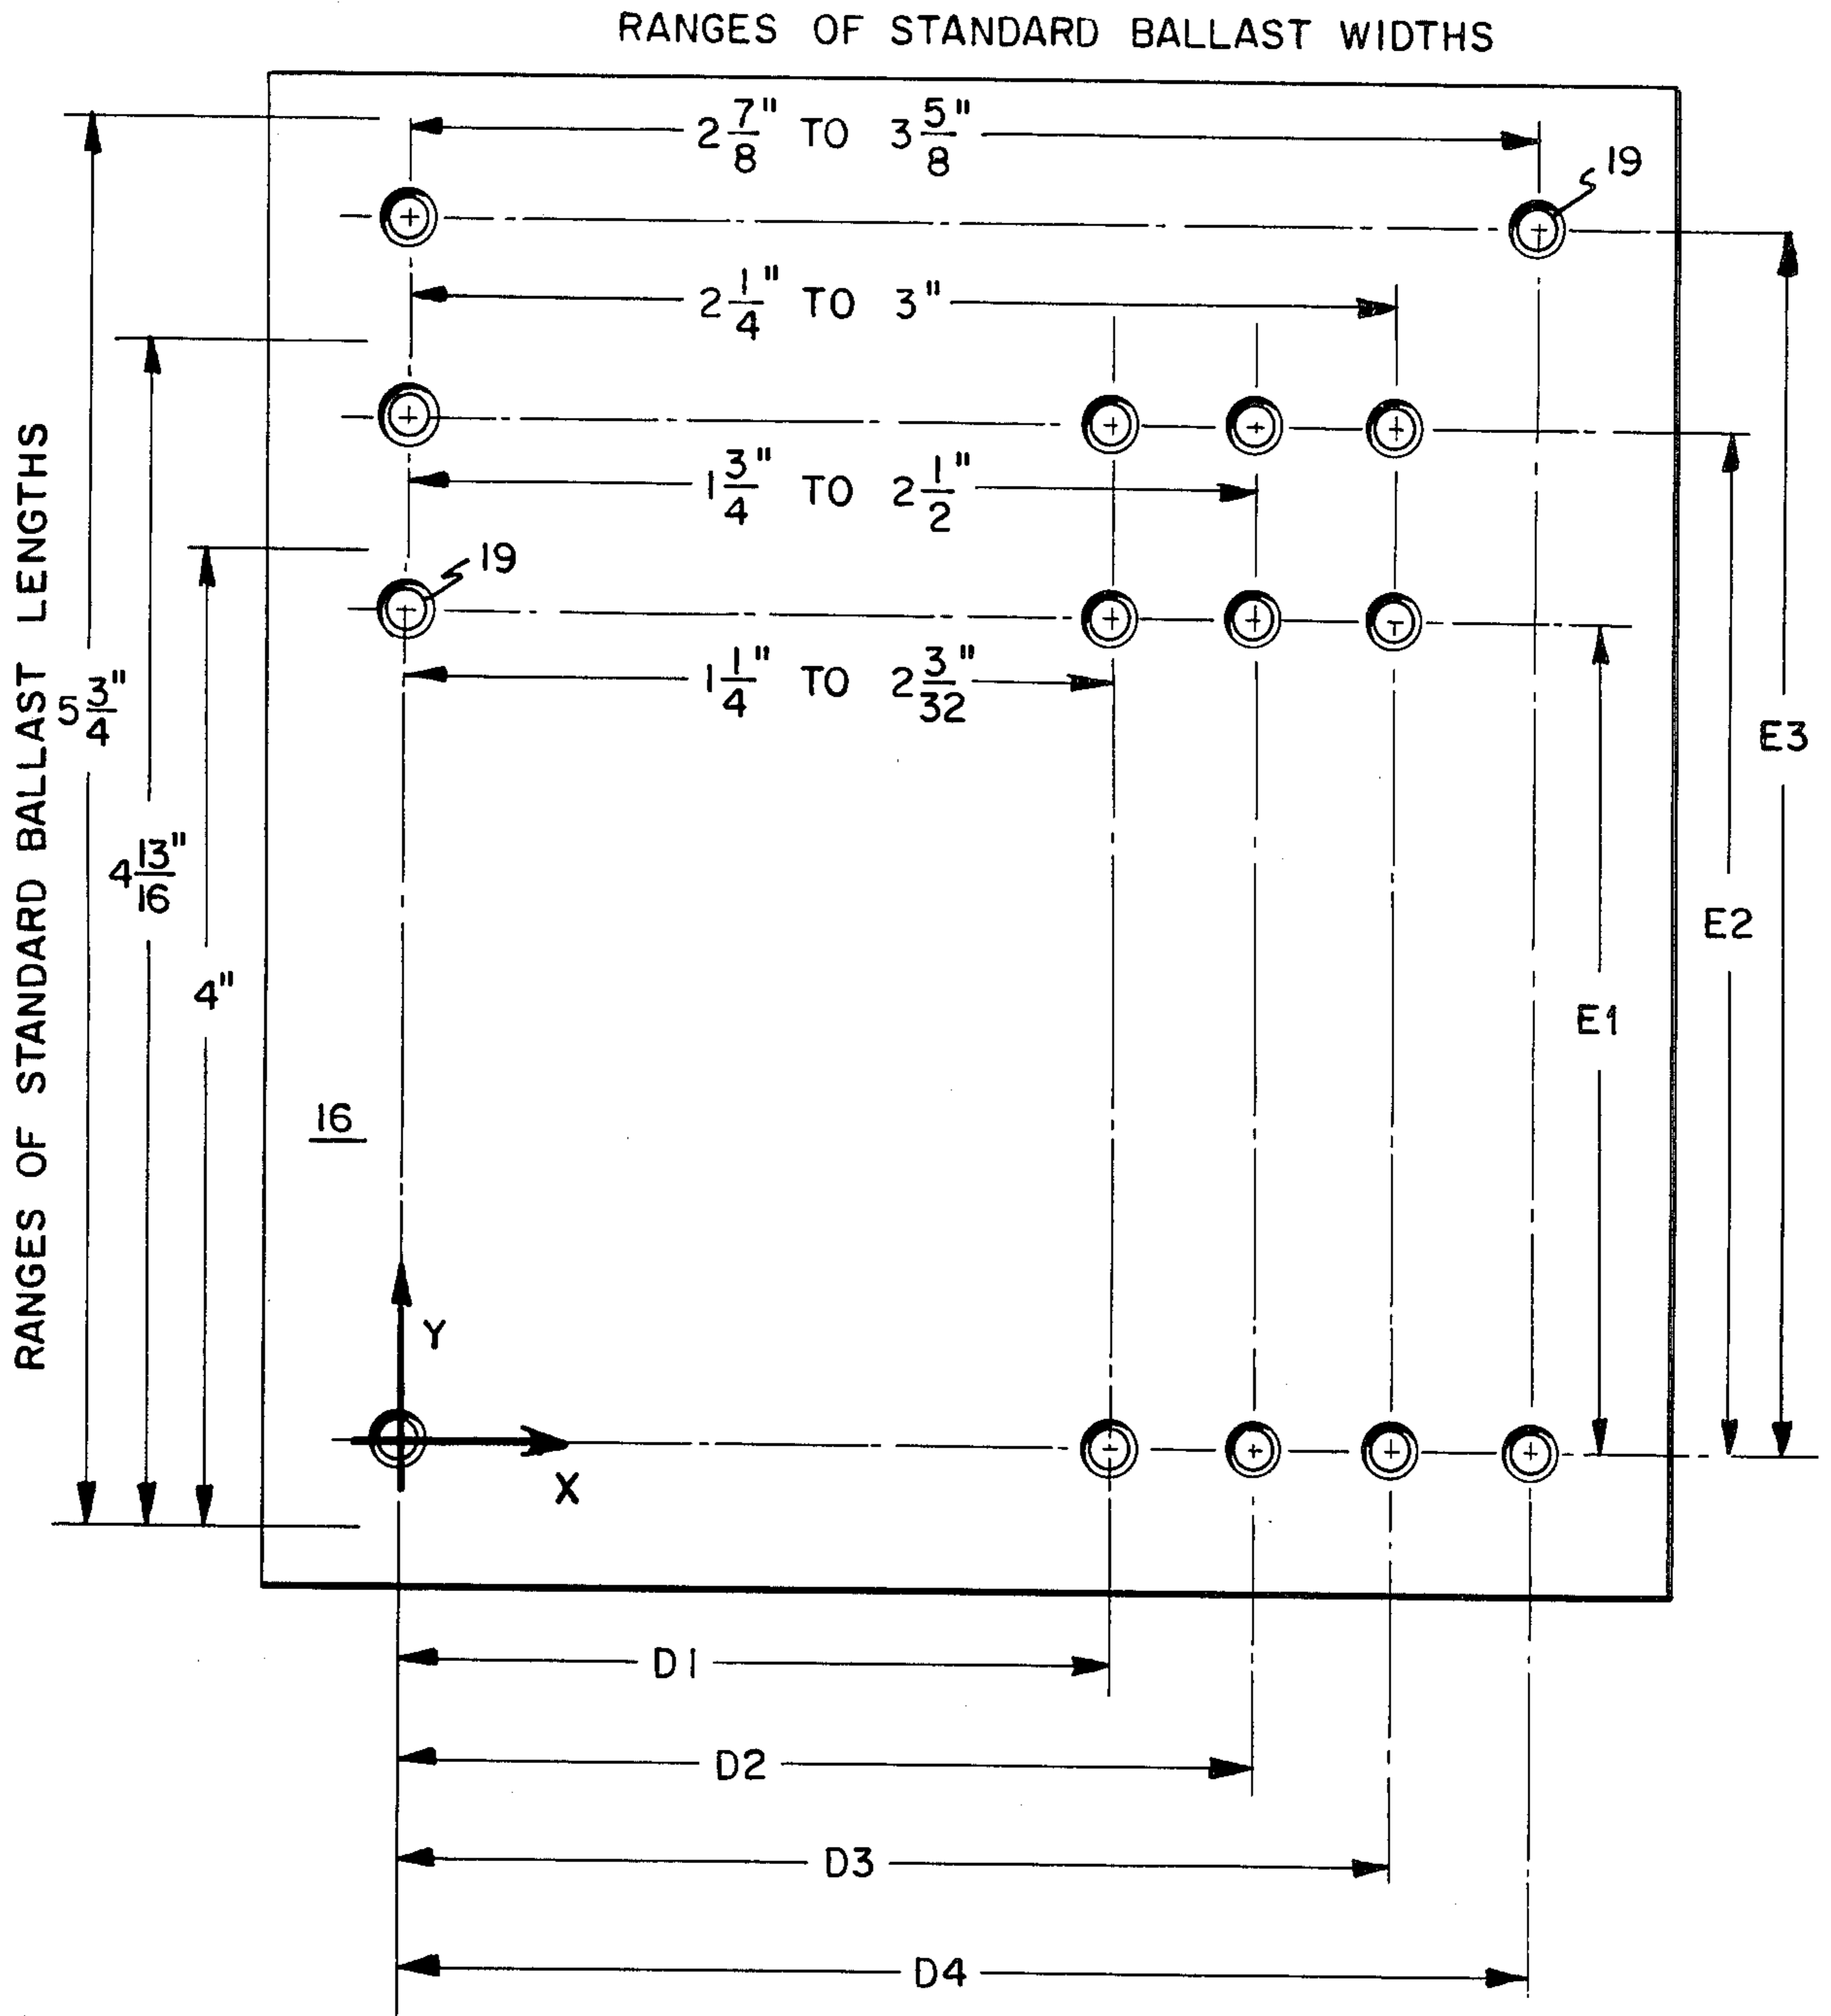 RANGES OF STANDARD BALLAST WIDTHS
2 7/8" TO 3 5/8"
19
2 1/4" TO 3"
1 3/4" TO 2 1/2"
19
1 1/4" TO 2 3/32"
RANGES OF STANDARD BALLAST LENGTHS
5 3/4"
4 13/16"
4"
E3
E2
E1
16
Y
X
D1
D2
D3
D4